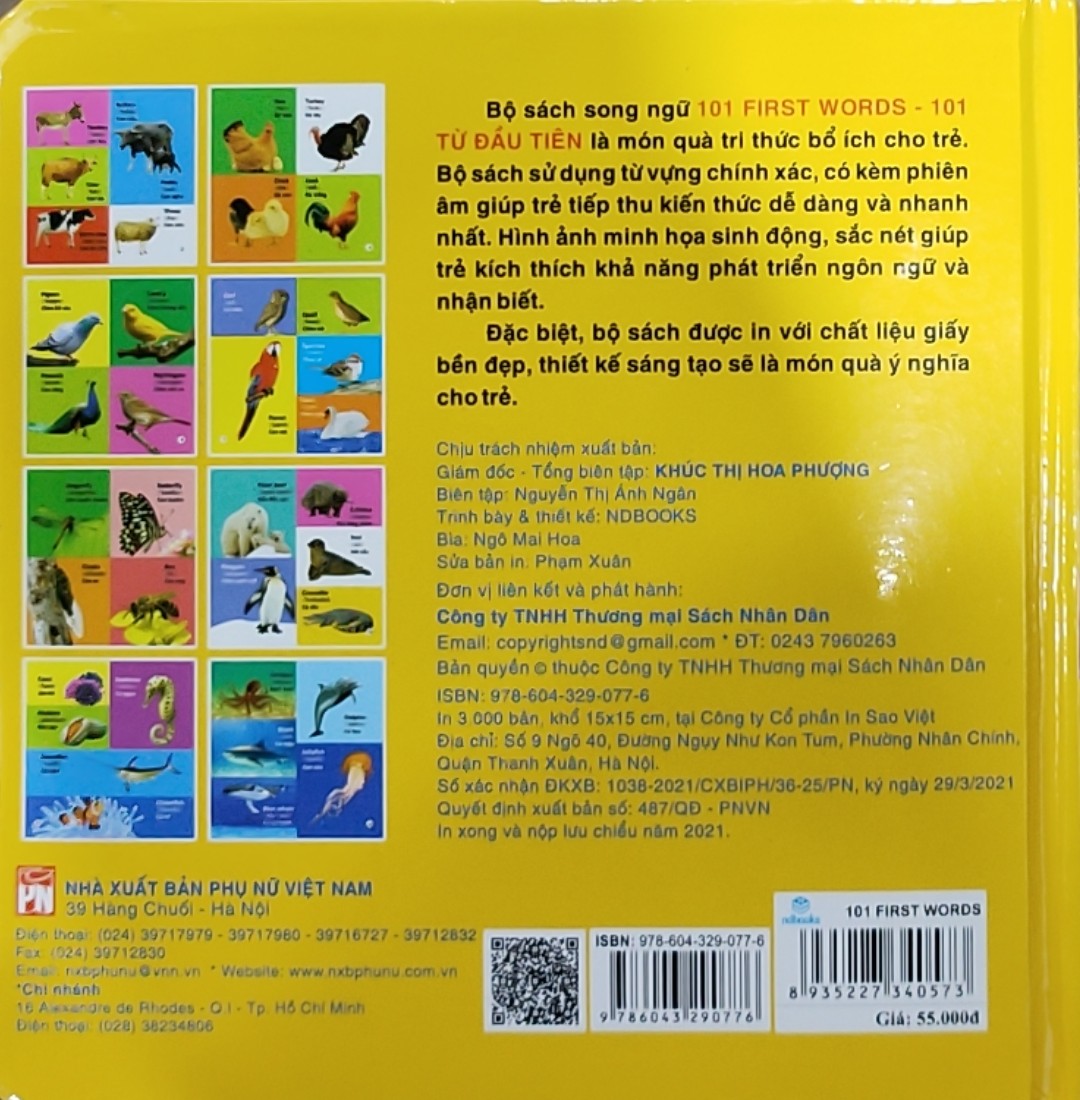 Bộ sách song ngữ 101 FIRST WORDS - 101
TỪ ĐẦU TIÊN là món quà tri thức bổ ích cho trẻ.
Bộ sách sử dụng từ vựng chính xác, có kèm phiên
âm giúp trẻ tiếp thu kiến thức dễ dàng và nhanh
nhất. Hình ảnh minh họa sinh động, sắc nét giúp
trẻ kích thích khả năng phát triển ngôn ngữ và
nhận biết.
Đặc biệt, bộ sách được in với chất liệu giấy
bền đẹp, thiết kế sáng tạo sẽ là món quà ý nghĩa
cho trẻ.
Chịu trách nhiệm xuất bản:
Giám đốc - Tổng biên tập: KHÚC THỊ HOA PHƯỢNG
Biên tập: Nguyễn Thị Ánh Ngân
Trình bày & thiết kế: NDBOOKS
Bìa: Ngô Mai Hoa
Sửa bản in: Phạm Xuân
Đơn vị liên kết và phát hành:
Công ty TNHH Thương mại Sách Nhân Dân
Email: copyrightsnd@gmail.com * ĐT: 0243 7960263
Bản quyền © thuộc Công ty TNHH Thương mại Sách Nhân Dân
ISBN: 978-604-329-077-6
In 3 000 bản, khổ 15x15 cm, tại Công ty Cổ phần In Sao Việt
Địa chỉ: Số 9 Ngõ 40, Đường Ngụy Như Kon Tum, Phường Nhân Chính,
Quận Thanh Xuân, Hà Nội.
Số xác nhận ĐKXB: 1038-2021/CXBIPH/36-25/PN, ký ngày 29/3/2021
Quyết định xuất bản số: 487/QĐ - PNVN
In xong và nộp lưu chiểu năm 2021.
PN
NHÀ XUẤT BẢN PHỤ NỮ VIỆT NAM
39 Hàng Chuối - Hà Nội
Điện thoại: (024) 39717979 - 39717980 - 39716727 - 39712832
Fax: (024) 39712830
Email: nxbphunu@vnn.vn * Website: www.nxbphunu.com.vn
*Chi nhánh
16 Alexandre de Rhodes - Q.I - Tp. Hồ Chí Minh
Điện thoại: (028) 38234806
ISBN: 978-604-329-077-6
9 786043 290776
ndbooks
101 FIRST WORDS
8 935227 340573
Giá: 55.000đ